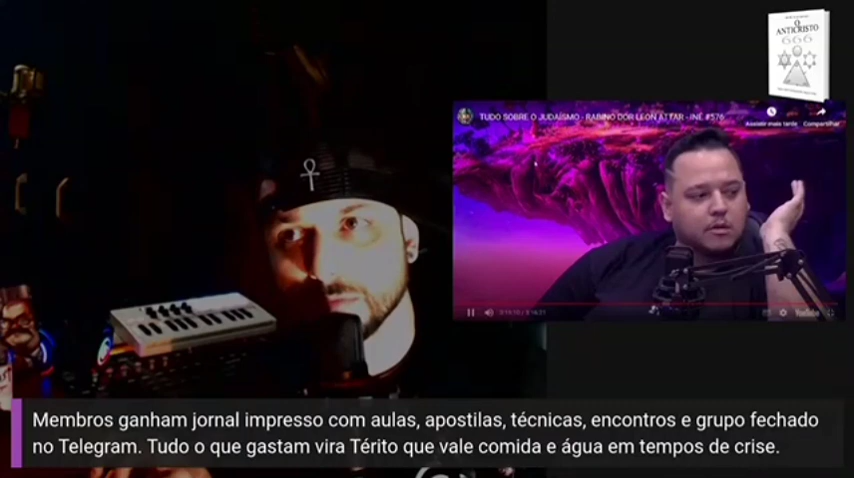 O
ANTICRISTO
666
TUDO SOBRE O JUDAÍSMO - RABINO DOR LEON ATTAR - INE #376
Assistir mais tarde
Compartilhar
YouTube
Membros ganham jornal impresso com aulas, apostilas, técnicas, encontros e grupo fechado
no Telegram. Tudo o que gastam vira Térito que vale comida e água em tempos de crise.